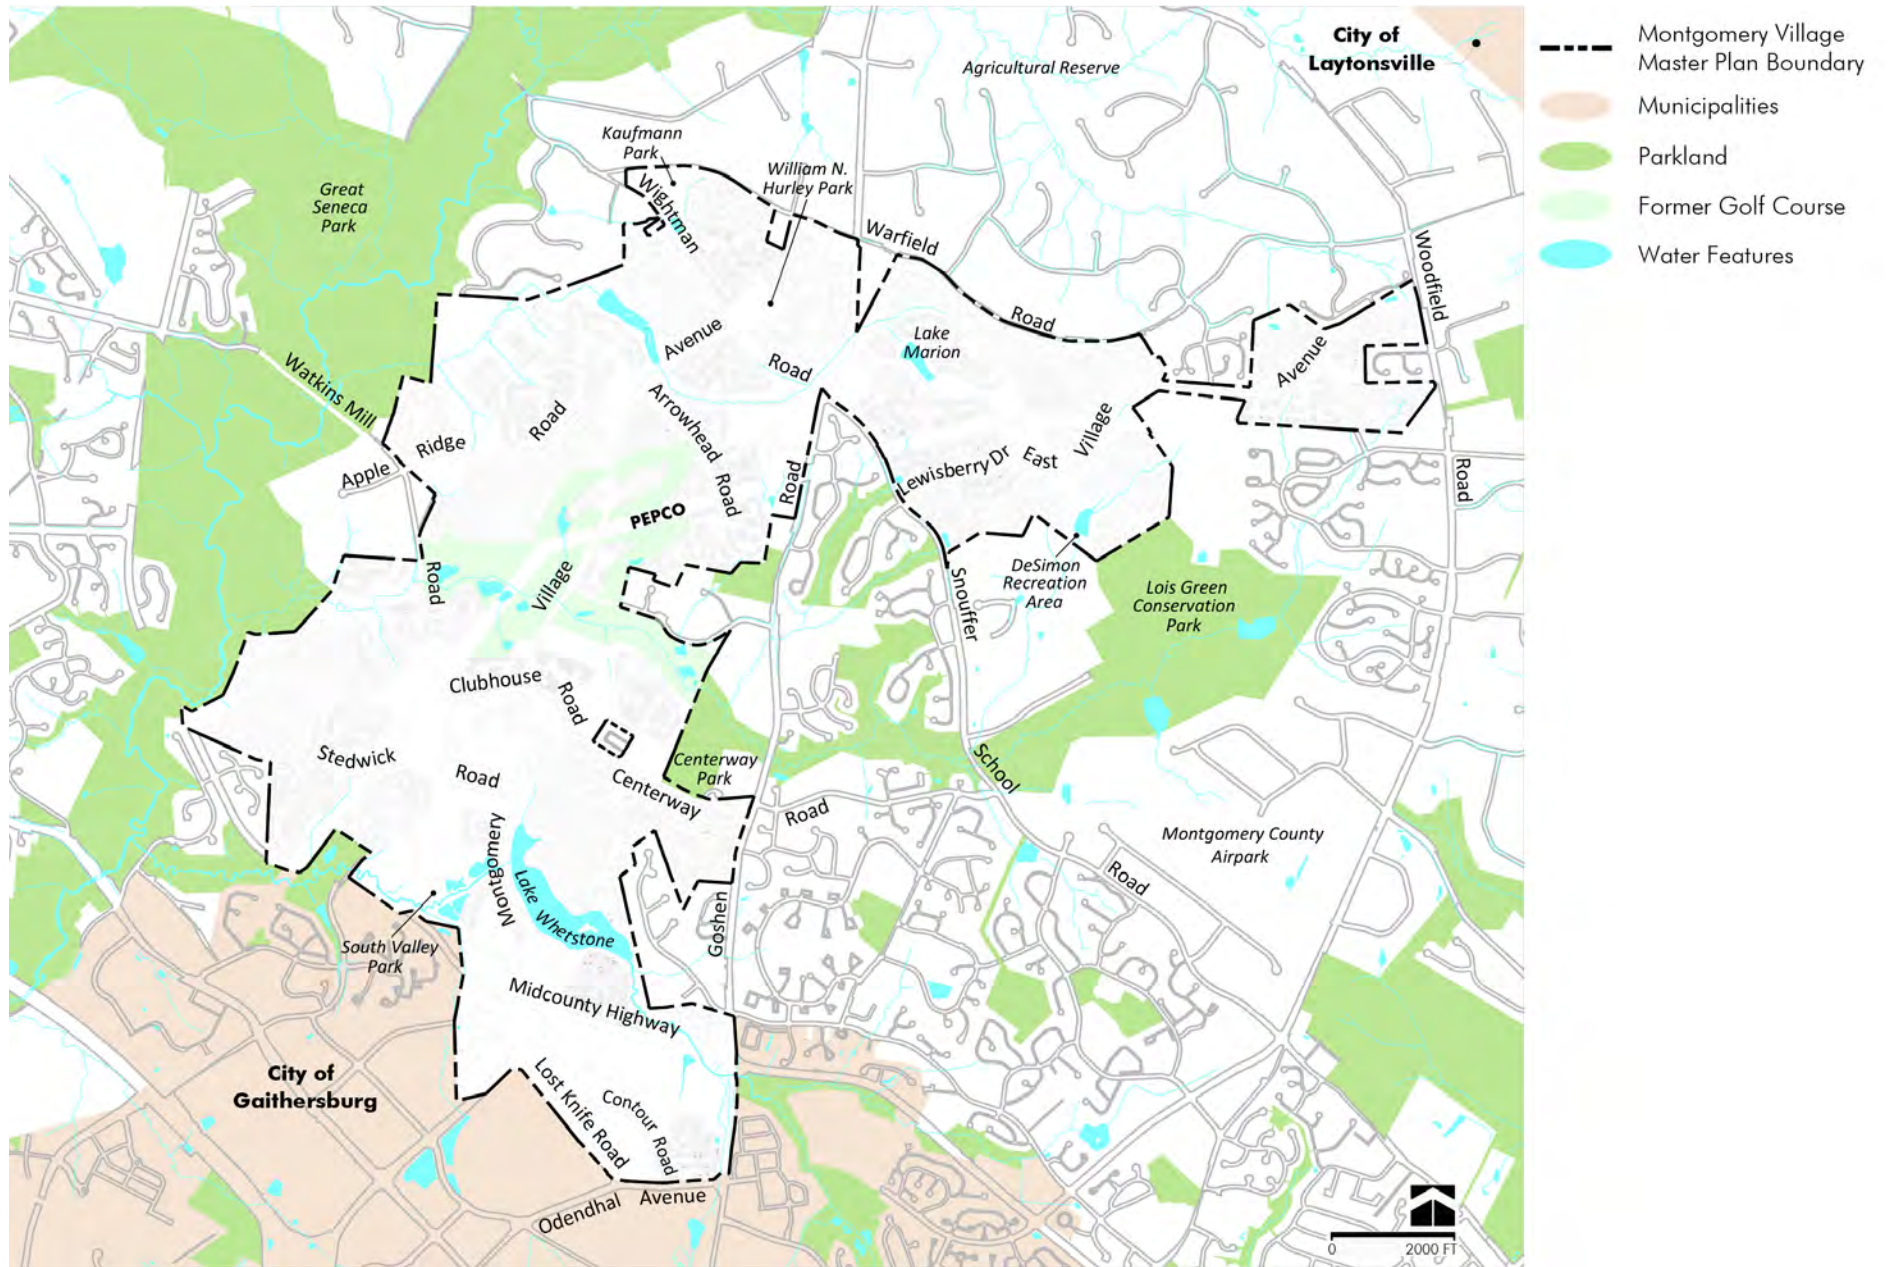 City of
Laytonsville
Agricultural Reserve
Montgomery Village
Master Plan Boundary
Municipalities
Parkland
Former Golf Course
Water Features
Kaufmann
Park
William N.
Hurley Park
Great
Seneca
Park
Wightman
Warfield
Road
Woodfield
Road
Avenue
Road
Lake
Marion
Avenue
Watkins Mill
Road
Apple
Ridge
Road
Arrowhead
Road
Road
Lewisberry Dr
East
Village
PEPCO
Village
DeSimon
Recreation
Area
Lois Green
Conservation
Park
Snouffer
School
Road
Clubhouse
Road
Stedwick
Road
Centerway
Road
Centerway
Park
Montgomery County
Airpark
Montgomery
Lake Whetstone
Goshen
South Valley
Park
Midcounty Highway
City of
Gaithersburg
Lost Knife Road
Contour Road
Odendhal Avenue
0 2000 FT